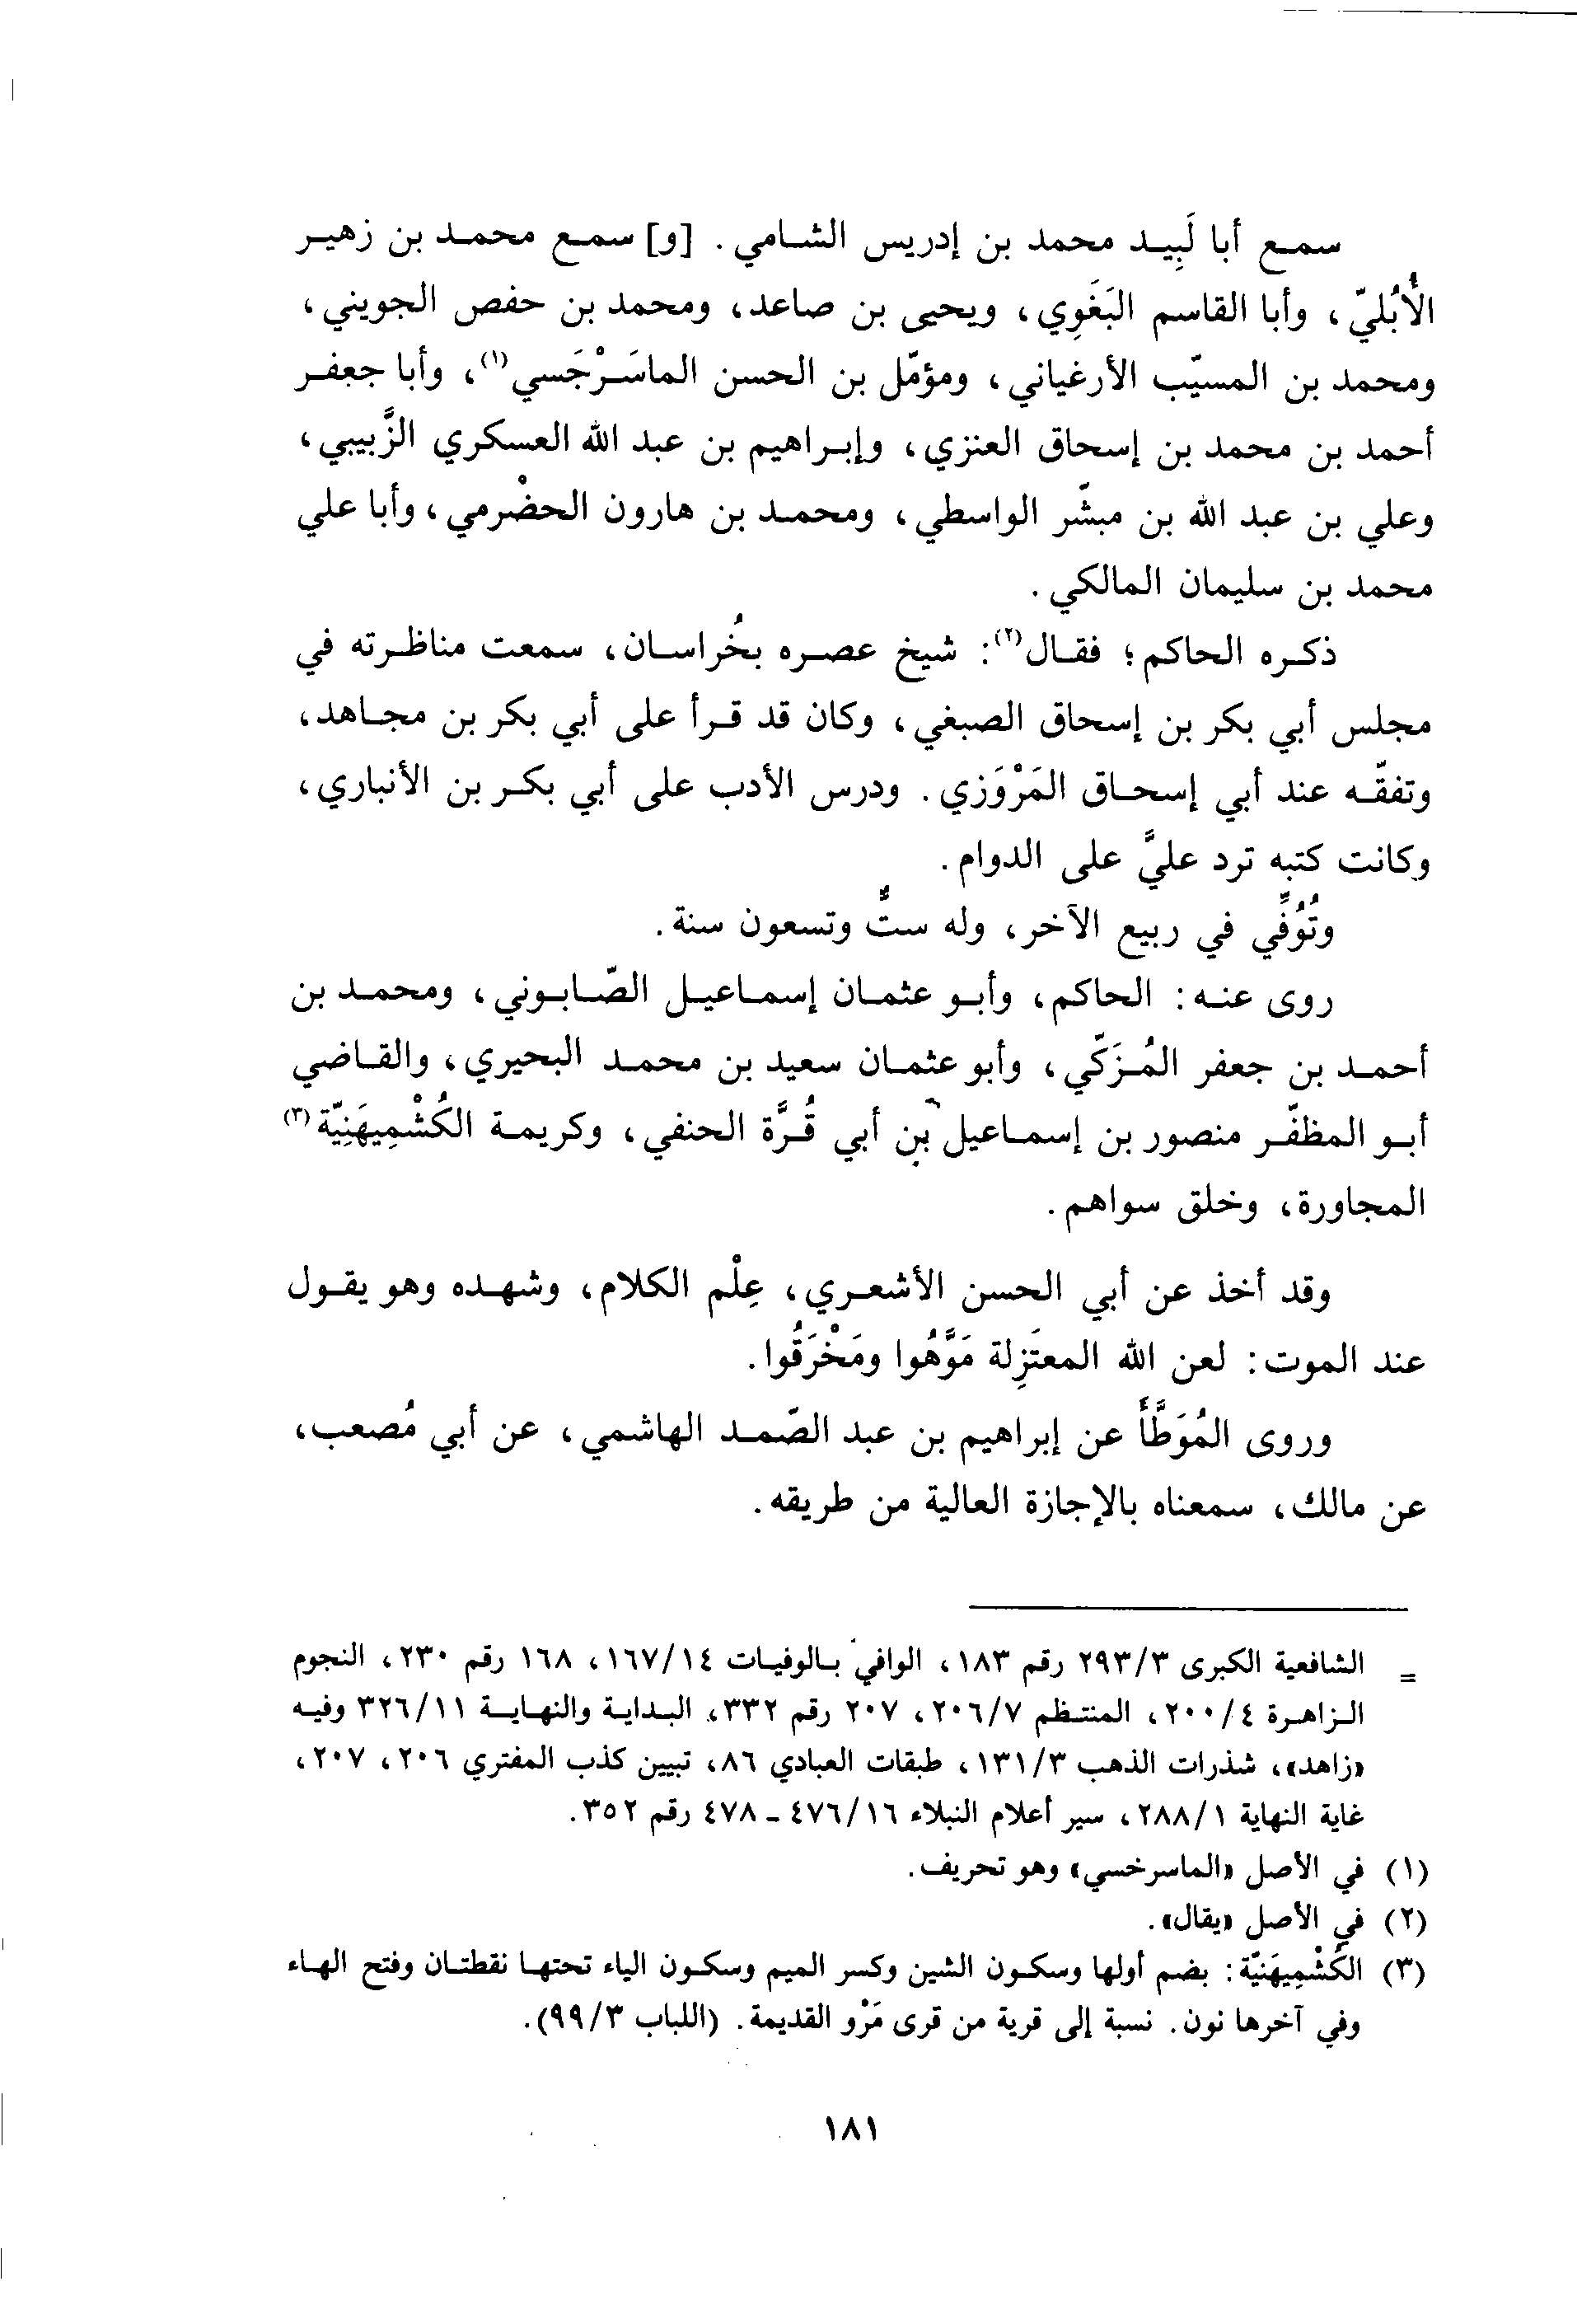 سمع أبا لَبِيد محمد بن إدريس الشامي. [و] سمع محمد بن زهير
الأُبُليّ، وأبا القاسم البَغَوِي، ويحيى بن صاعد، ومحمد بن حفص الجويني،
ومحمد بن المسيّب الأرغياني، ومؤمّل بن الحسن الماسَرْجَسي(١)، وأبا جعفر
أحمد بن محمد بن إسحاق العنزي، وإبراهيم بن عبد الله العسكري الزَّبيبي،
وعلي بن عبد الله بن مبشّر الواسطي، ومحمد بن هارون الحضْرمي، وأبا علي
محمد بن سليمان المالكي.
ذكره الحاكم؛ فقال(٢): شيخ عصره بخُراسان، سمعت مناظرته في
مجلس أبي بكر بن إسحاق الصبغي، وكان قد قرأ على أبي بكر بن مجاهد،
وتفقّه عند أبي إسحاق المَرْوَزي. ودرس الأدب على أبي بكر بن الأنباري،
وكانت كتبه ترد عليَّ على الدوام.
وتُوُفِّي في ربيع الآخر، وله ستٌّ وتسعون سنة.
روى عنه: الحاكم، وأبو عثمان إسماعيل الصّابوني، ومحمد بن
أحمد بن جعفر المُزَكّي، وأبو عثمان سعيد بن محمد البحيري، والقاضي
أبو المظفّر منصور بن إسماعيل بن أبي قُرَّة الحنفي، وكريمة الكُشْمِيهَنِيّة(٣)
المجاورة، وخلق سواهم.
وقد أخذ عن أبي الحسن الأشعري، عِلْم الكلام، وشهده وهو يقول
عند الموت: لعن الله المعتَزِلة مَوَّهُوا ومَخْرَقُوا.
وروى المُوَطَّأَ عن إبراهيم بن عبد الصّمد الهاشمي، عن أبي مُصعب،
عن مالك، سمعناه بالإجازة العالية من طريقه.
= الشافعية الكبرى ٢٩٣/٣ رقم ١٨٣، الوافي بالوفيات ١٦٧/١٤، ١٦٨ رقم ٢٣٠، النجوم
الزاهرة ٢٠٠/٤، المنتظم ٢٠٦/٧، ٢٠٧ رقم ٣٣٢، البداية والنهاية ٣٢٦/١١ وفيه
«زاهد»، شذرات الذهب ١٣١/٣، طبقات العبادي ٨٦، تبيين كذب المفتري ٢٠٦، ٢٠٧،
غاية النهاية ٢٨٨/١، سير أعلام النبلاء ٤٧٦/١٦ - ٤٧٨ رقم ٣٥٢.
(١) في الأصل «الماسرخسي» وهو تحريف.
(٢) في الأصل «يقال».
(٣) الكُشْمِيهَنيّة: بضم أولها وسكون الشين وكسر الميم وسكون الياء تحتها نقطتان وفتح الهاء
وفي آخرها نون. نسبة إلى قرية من قرى مَرْو القديمة. (اللباب ٩٩/٣).
١٨١